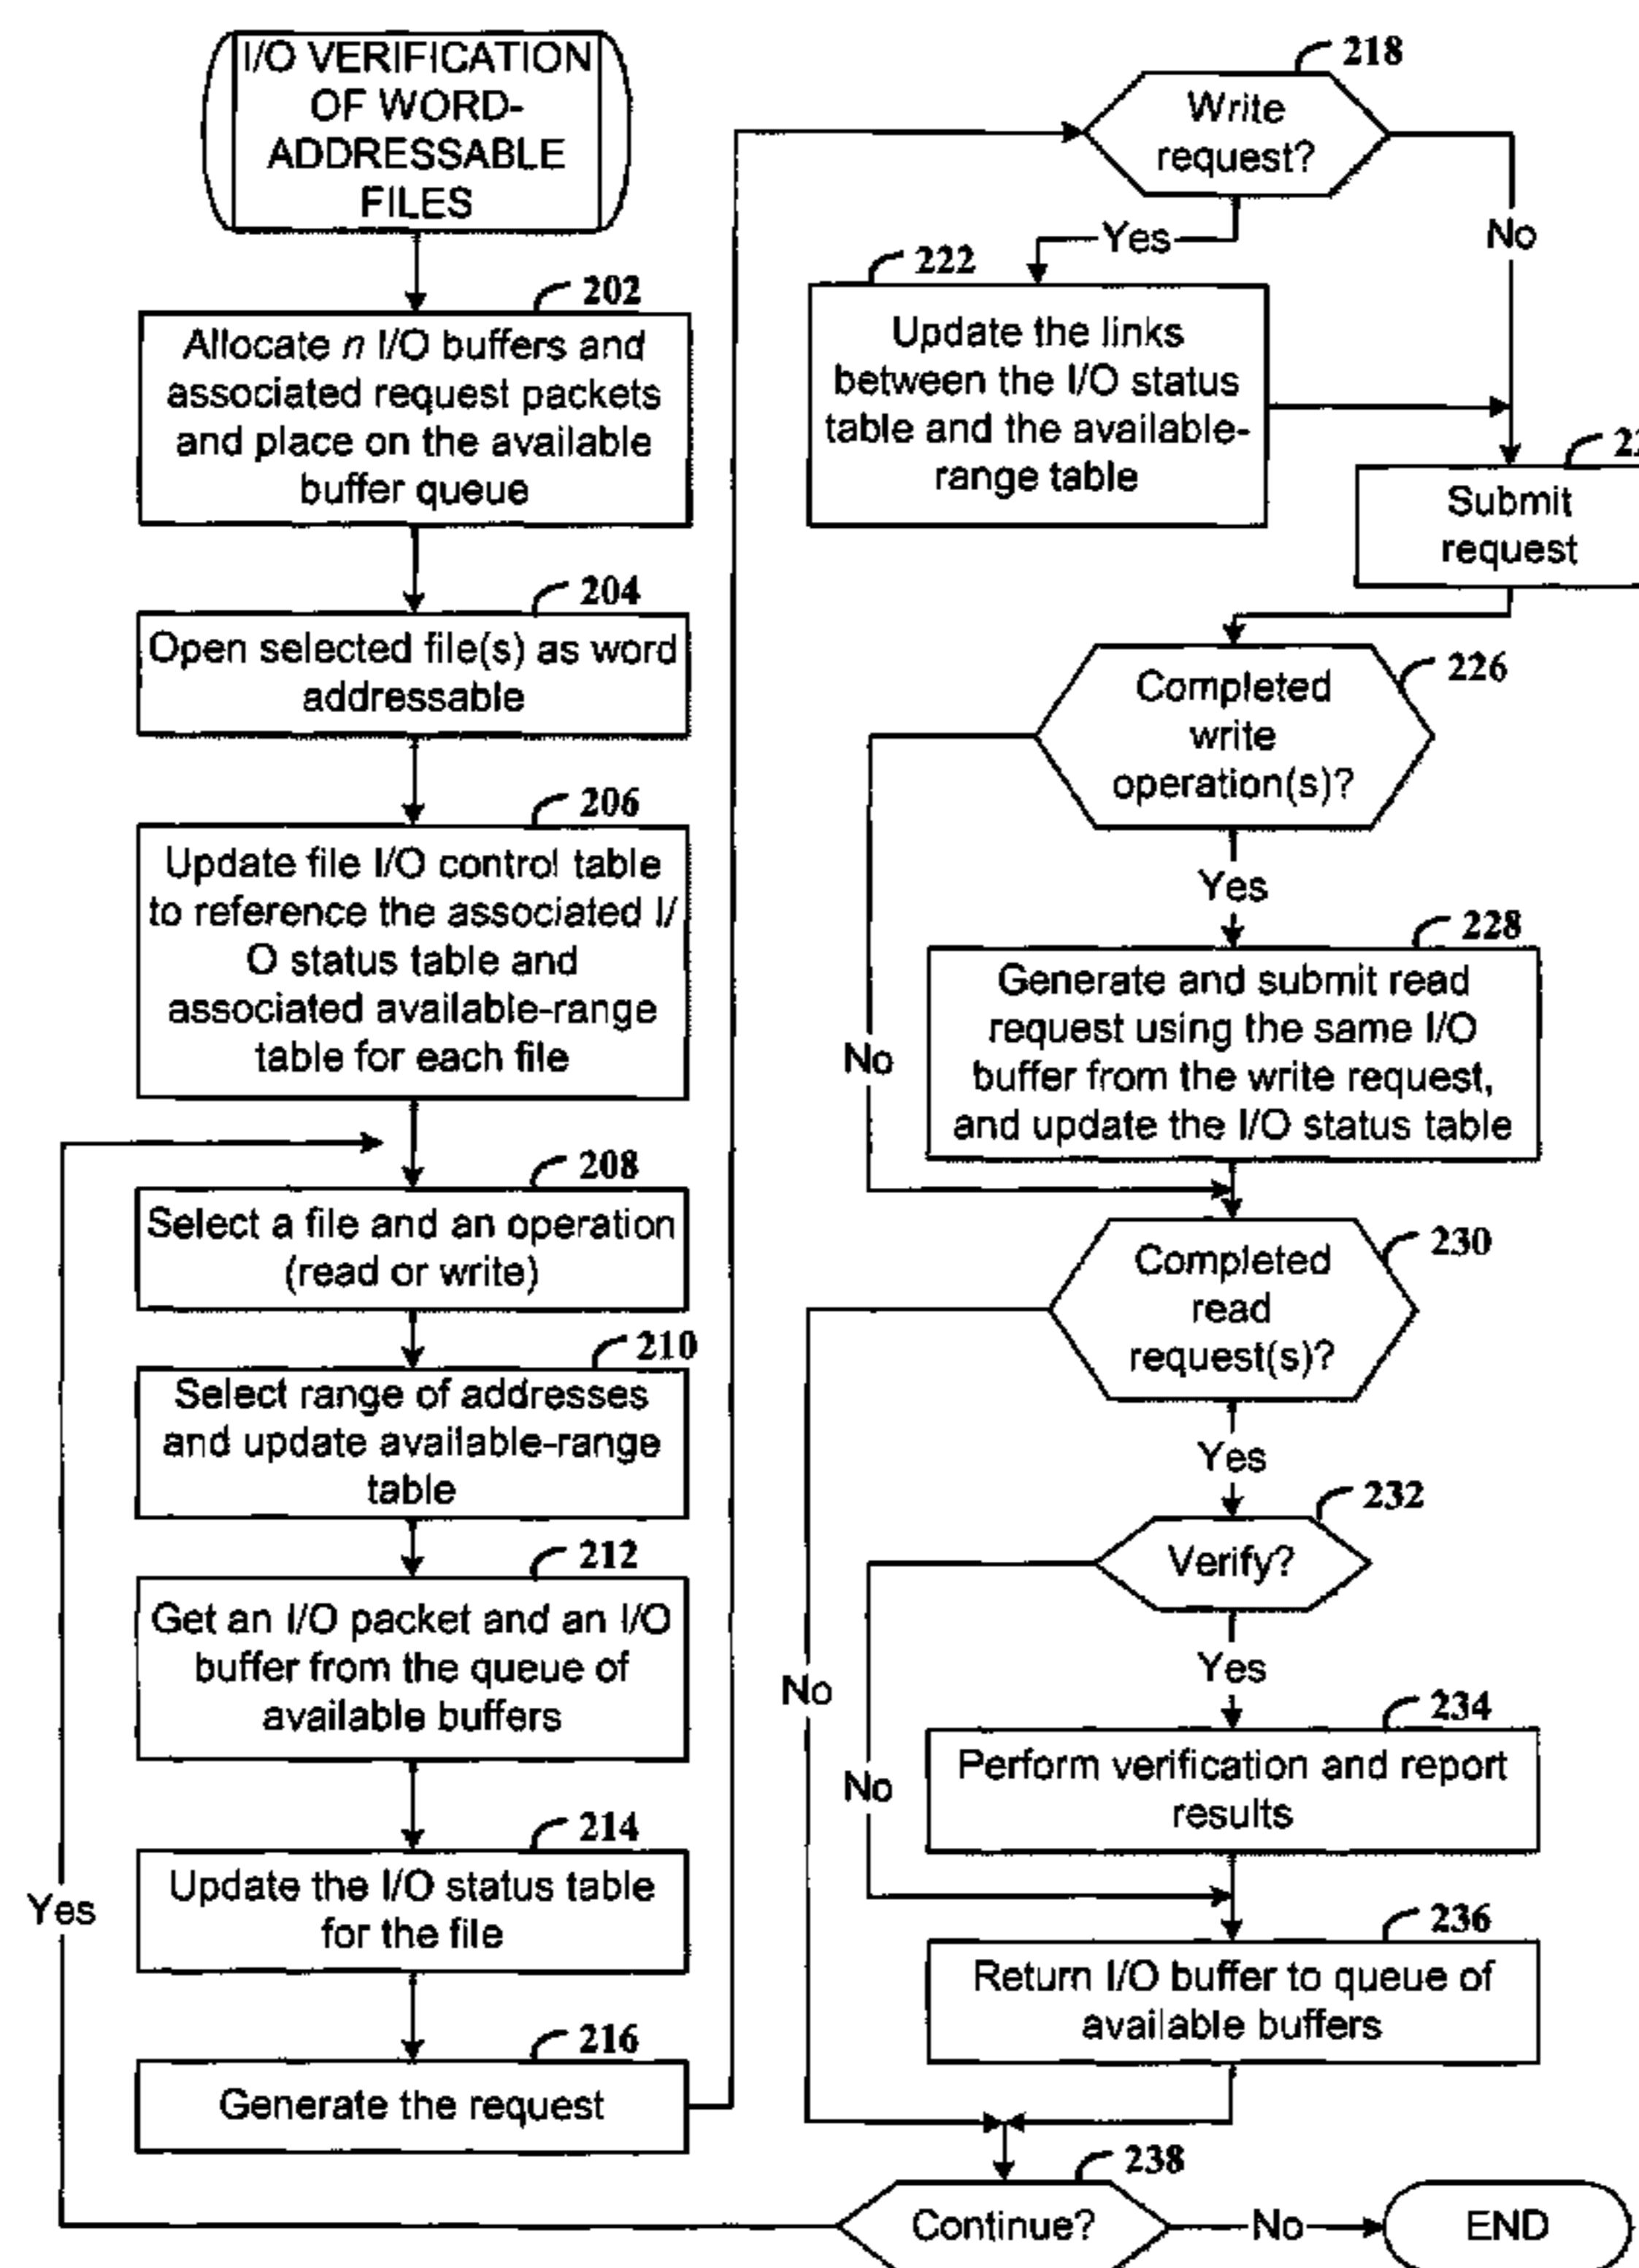 I/O VERIFICATION
OF WORD-
ADDRESSABLE
FILES
202
Allocate n I/O buffers and
associated request packets
and place on the available
buffer queue
204
Open selected file(s) as word
addressable
206
Update file I/O control table
to reference the associated I/
O status table and
associated available-range
table for each file
208
Select a file and an operation
(read or write)
210
Select range of addresses
and update available-range
table
212
Get an I/O packet and an I/O
buffer from the queue of
available buffers
214
Update the I/O status table
for the file
216
Generate the request
Yes
218
Write
request?
Yes
No
222
Update the links
between the I/O status
table and the available-
range table
Submit
request
226
Completed
write
operation(s)?
Yes
No
228
Generate and submit read
request using the same I/O
buffer from the write request,
and update the I/O status table
230
Completed
read
request(s)?
Yes
No
232
Verify?
Yes
No
234
Perform verification and report
results
236
Return I/O buffer to queue of
available buffers
238
Continue?
No
END